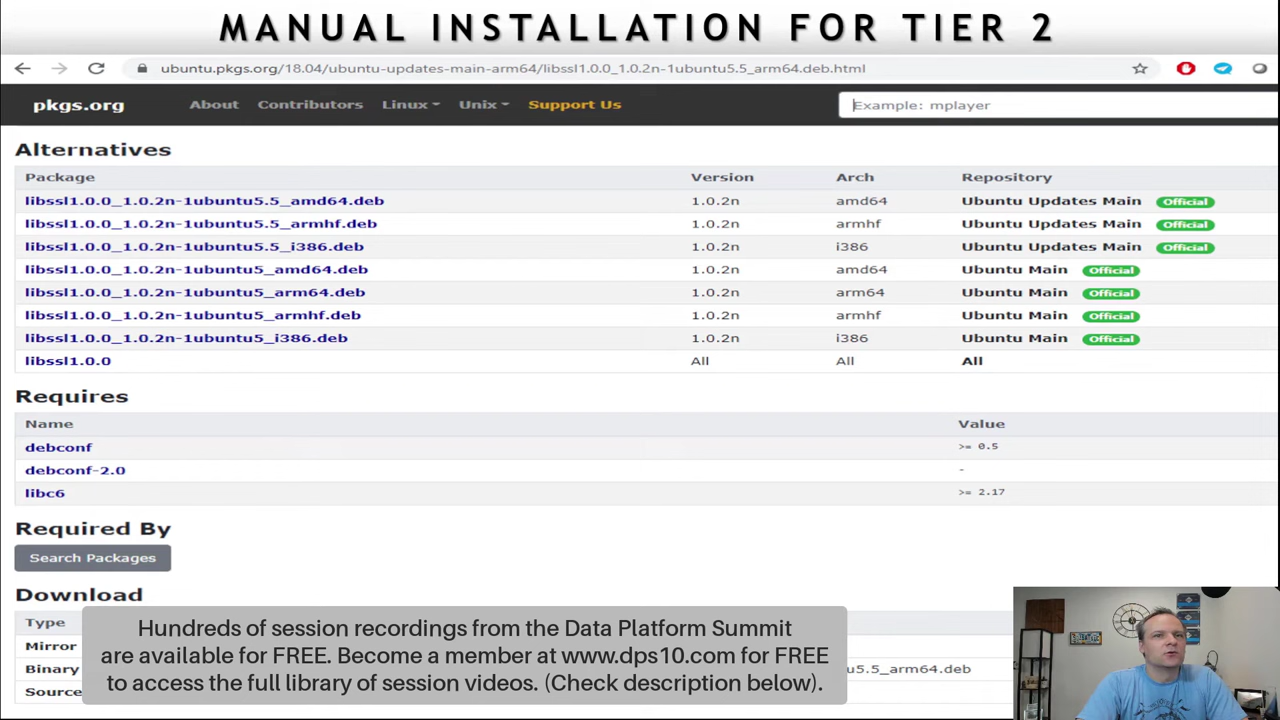 MANUAL INSTALLATION FOR TIER 2
ubuntu.pkgs.org/18.04/ubuntu-updates-main-arm64/libssl1.0.0_1.0.2n-1ubuntu5.5_arm64.deb.html
pkgs.org About Contributors Linux Unix Support Us Example: mplayer
Alternatives
Package Version Arch Repository
libssl1.0.0_1.0.2n-1ubuntu5.5_amd64.deb 1.0.2n amd64 Ubuntu Updates Main Official
libssl1.0.0_1.0.2n-1ubuntu5.5_armhf.deb 1.0.2n armhf Ubuntu Updates Main Official
libssl1.0.0_1.0.2n-1ubuntu5.5_i386.deb 1.0.2n i386 Ubuntu Updates Main Official
libssl1.0.0_1.0.2n-1ubuntu5_amd64.deb 1.0.2n amd64 Ubuntu Main Official
libssl1.0.0_1.0.2n-1ubuntu5_arm64.deb 1.0.2n arm64 Ubuntu Main Official
libssl1.0.0_1.0.2n-1ubuntu5_armhf.deb 1.0.2n armhf Ubuntu Main Official
libssl1.0.0_1.0.2n-1ubuntu5_i386.deb 1.0.2n i386 Ubuntu Main Official
libssl1.0.0 All All All
Requires
Name Value
debconf >= 0.5
debconf-2.0 -
libc6 >= 2.17
Required By
Search Packages
Download
Type
Mirror
Binary u5.5_arm64.deb
Source
Hundreds of session recordings from the Data Platform Summit
are available for FREE. Become a member at www.dps10.com for FREE
to access the full library of session videos. (Check description below).